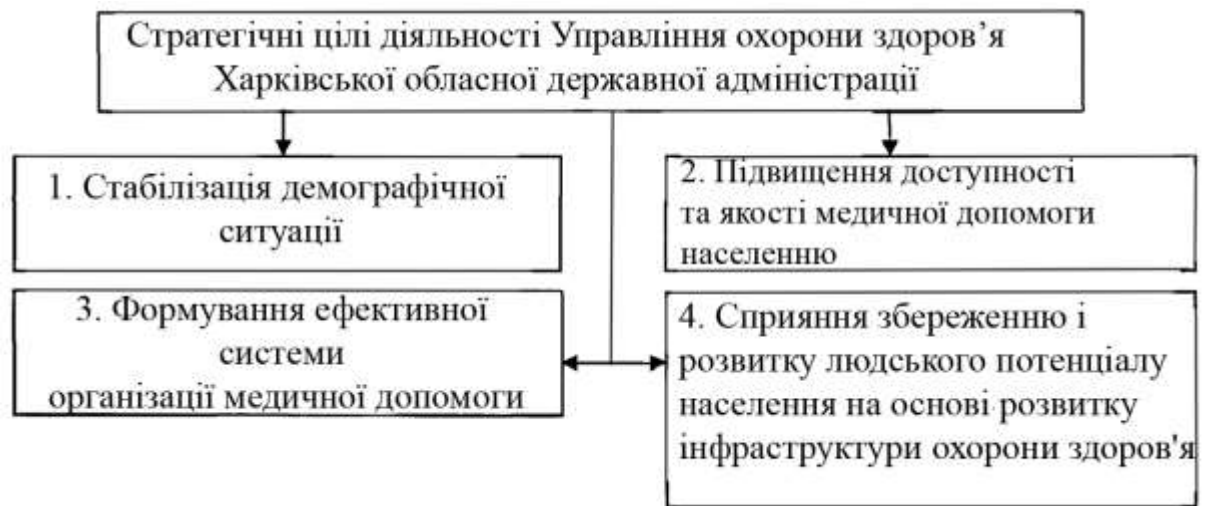 Стратегічні цілі діяльності Управління охорони здоров’я
Харківської обласної державної адміністрації
1. Стабілізація демографічної
ситуації
2. Підвищення доступності
та якості медичної допомоги
населенню
3. Формування ефективної
системи
організації медичної допомоги
4. Сприяння збереженню і
розвитку людського потенціалу
населення на основі розвитку
інфраструктури охорони здоров'я